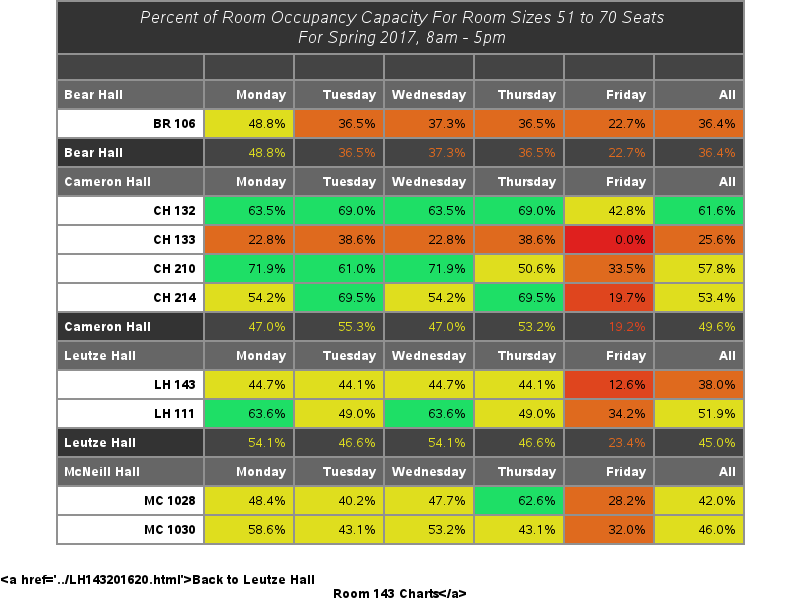 Percent of Room Occupancy Capacity For Room Sizes 51 to 70 Seats
For Spring 2017, 8am - 5pm
Bear Hall Monday Tuesday Wednesday Thursday Friday All
BR 106 48.8% 36.5% 37.3% 36.5% 22.7% 36.4%
Bear Hall 48.8% 36.5% 37.3% 36.5% 22.7% 36.4%
Cameron Hall Monday Tuesday Wednesday Thursday Friday All
CH 132 63.5% 69.0% 63.5% 69.0% 42.8% 61.6%
CH 133 22.8% 38.6% 22.8% 38.6% 0.0% 25.6%
CH 210 71.9% 61.0% 71.9% 50.6% 33.5% 57.8%
CH 214 54.2% 69.5% 54.2% 69.5% 19.7% 53.4%
Cameron Hall 47.0% 55.3% 47.0% 53.2% 19.2% 49.6%
Leutze Hall Monday Tuesday Wednesday Thursday Friday All
LH 143 44.7% 44.1% 44.7% 44.1% 12.6% 38.0%
LH 111 63.6% 49.0% 63.6% 49.0% 34.2% 51.9%
Leutze Hall 54.1% 46.6% 54.1% 46.6% 23.4% 45.0%
McNeill Hall Monday Tuesday Wednesday Thursday Friday All
MC 1028 48.4% 40.2% 47.7% 62.6% 28.2% 42.0%
MC 1030 58.6% 43.1% 53.2% 43.1% 32.0% 46.0%
&lt;a href='../LH143201620.html'&gt;Back to Leutze Hall
Room 143 Charts&lt;/a&gt;